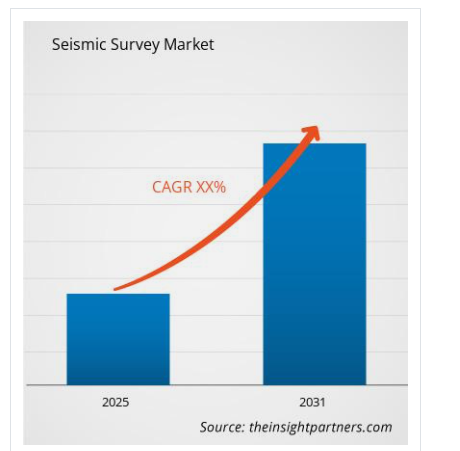 Seismic Survey Market
CAGR XX%
2025 2031
Source: theinsightpartners.com